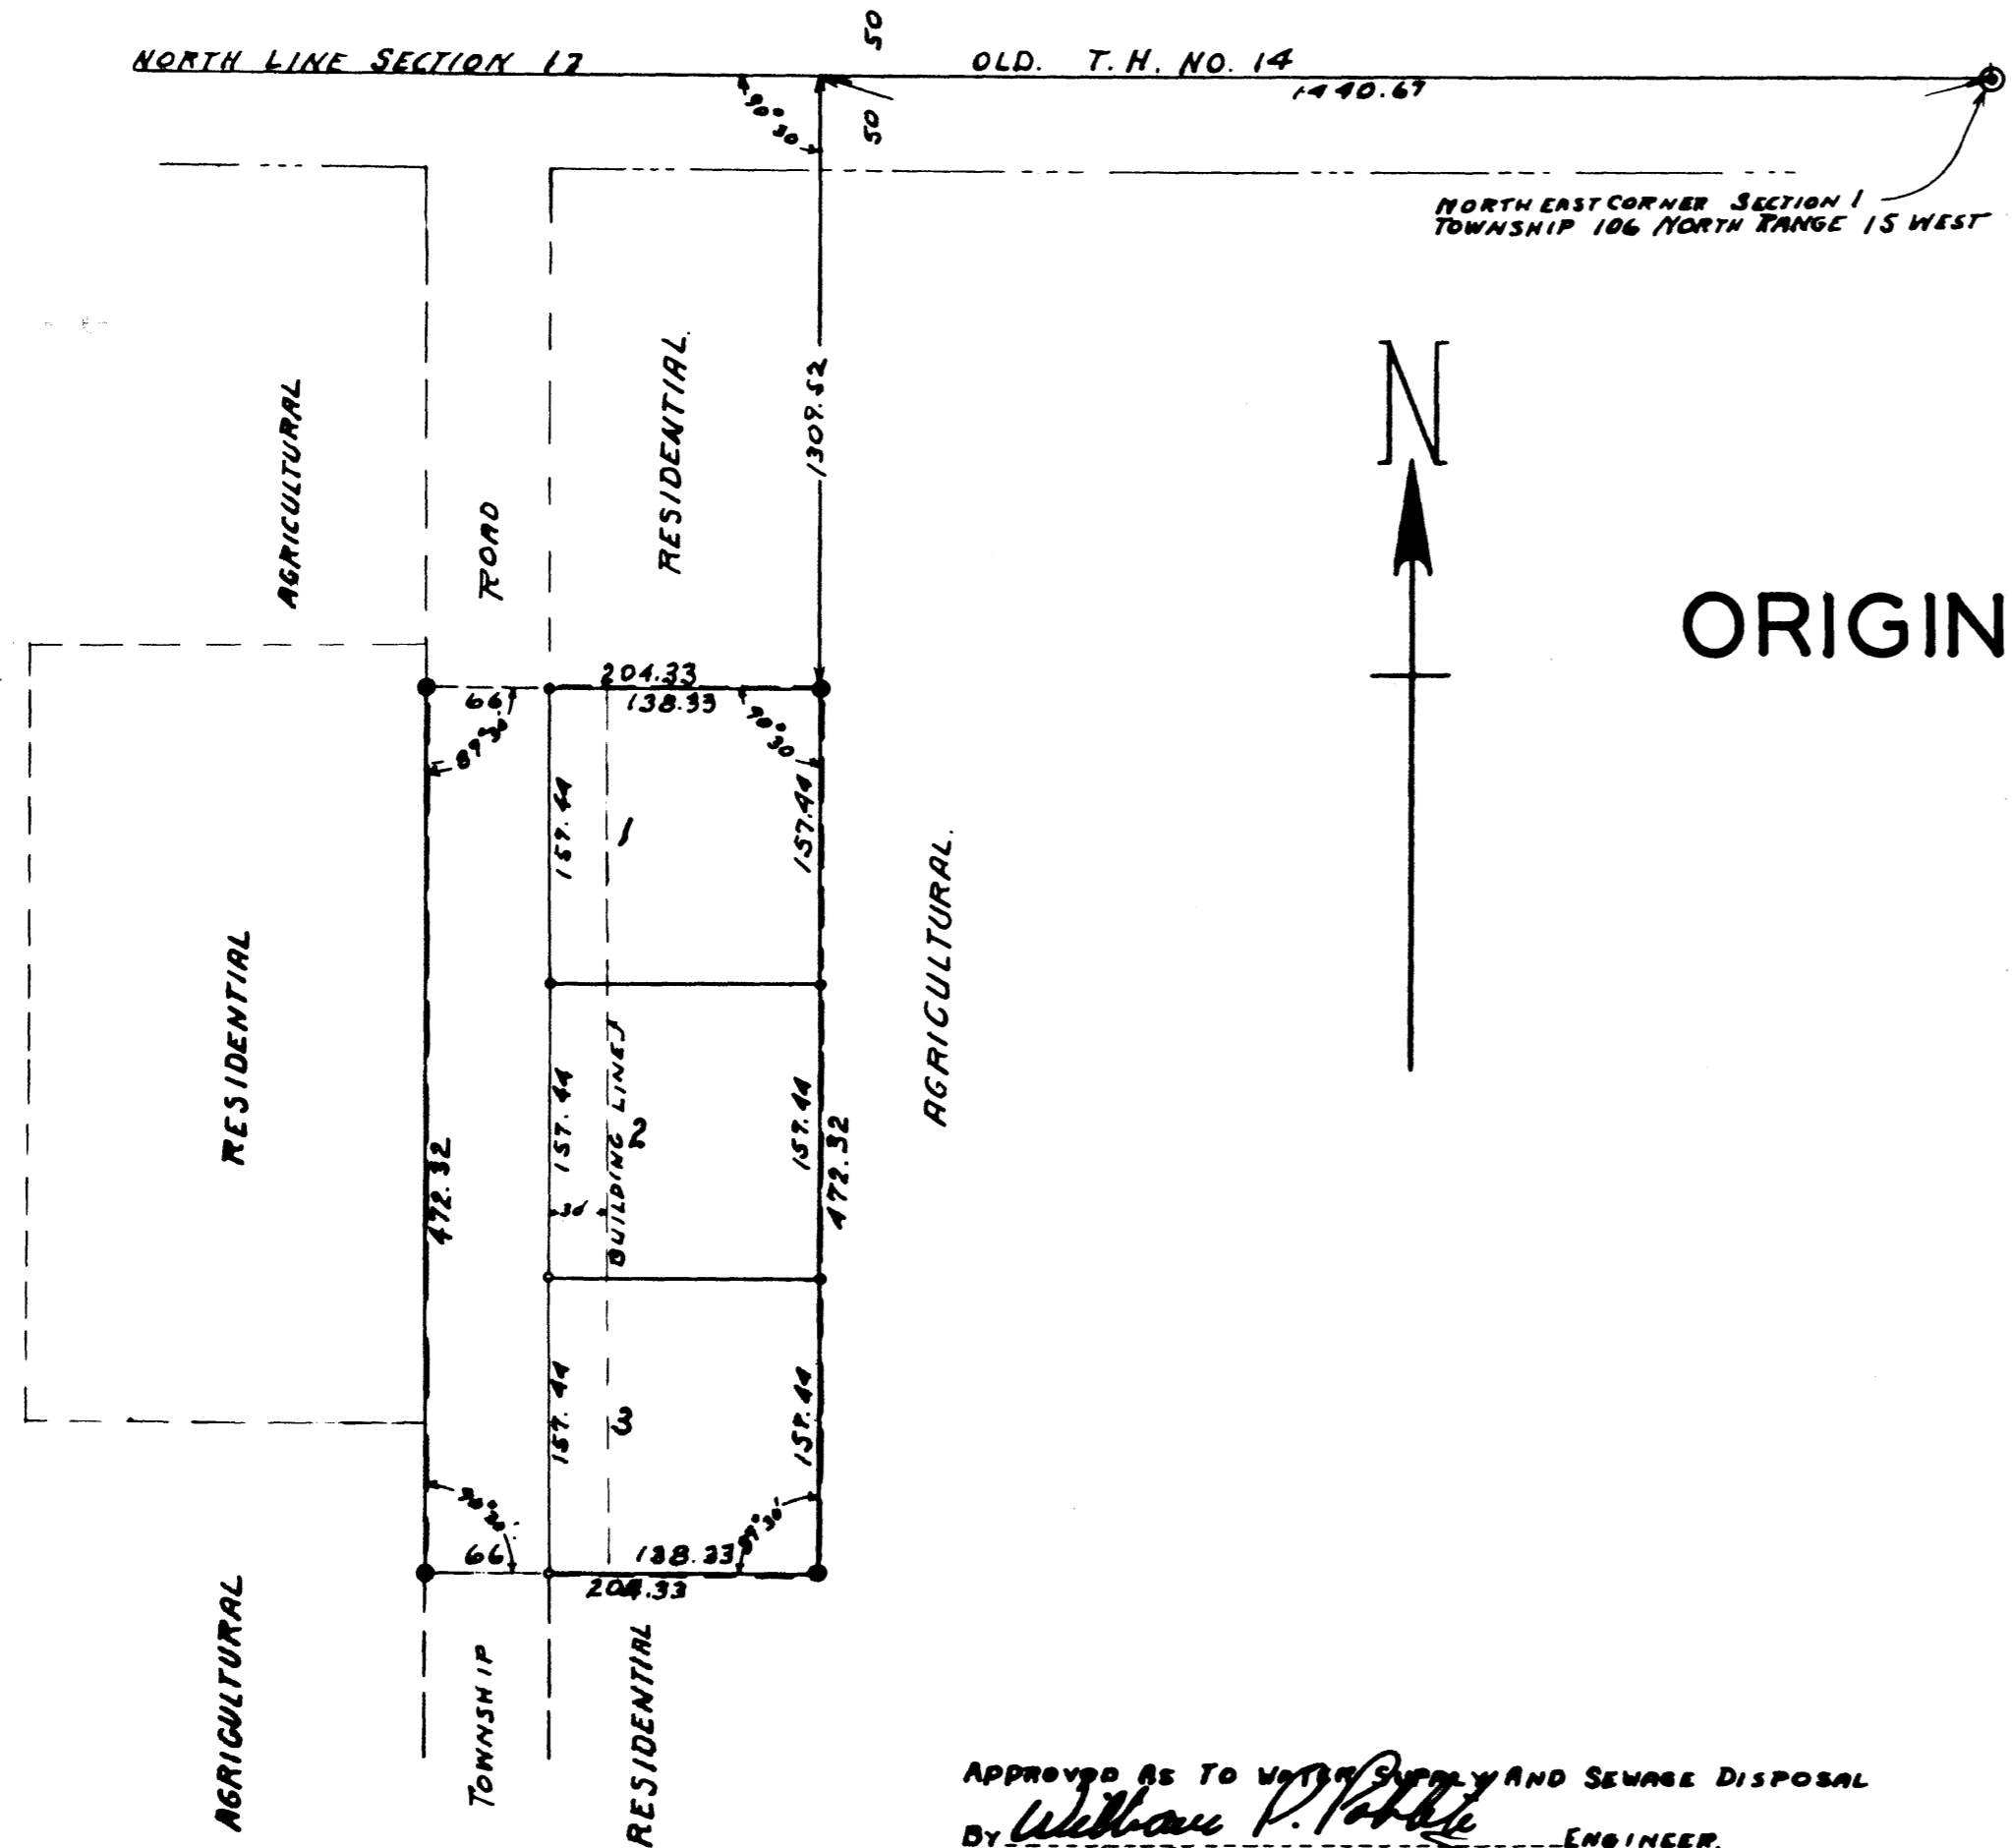 50
NORTH LINE SECTION 17
OLD. T.H. NO. 14
1440.67
90° 30
50
NORTH EAST CORNER SECTION 1
TOWNSHIP 106 NORTH RANGE 15 WEST
AGRICULTURAL
ROAD
RESIDENTIAL.
1309.52
N
ORIGIN
204.33
66
138.33
89° 30'
90° 30
157.44
1
157.44
AGRICULTURAL.
RESIDENTIAL
472.32
157.44
30'
BUILDING LINES
2
157.44
472.32
157.44
3
157.44
89° 30'
66
138.33
204.33
AGRICULTURAL
TOWNSHIP
RESIDENTIAL
APPROVED AS TO WATER SUPPLY AND SEWAGE DISPOSAL
BY William P. ENGINEER.